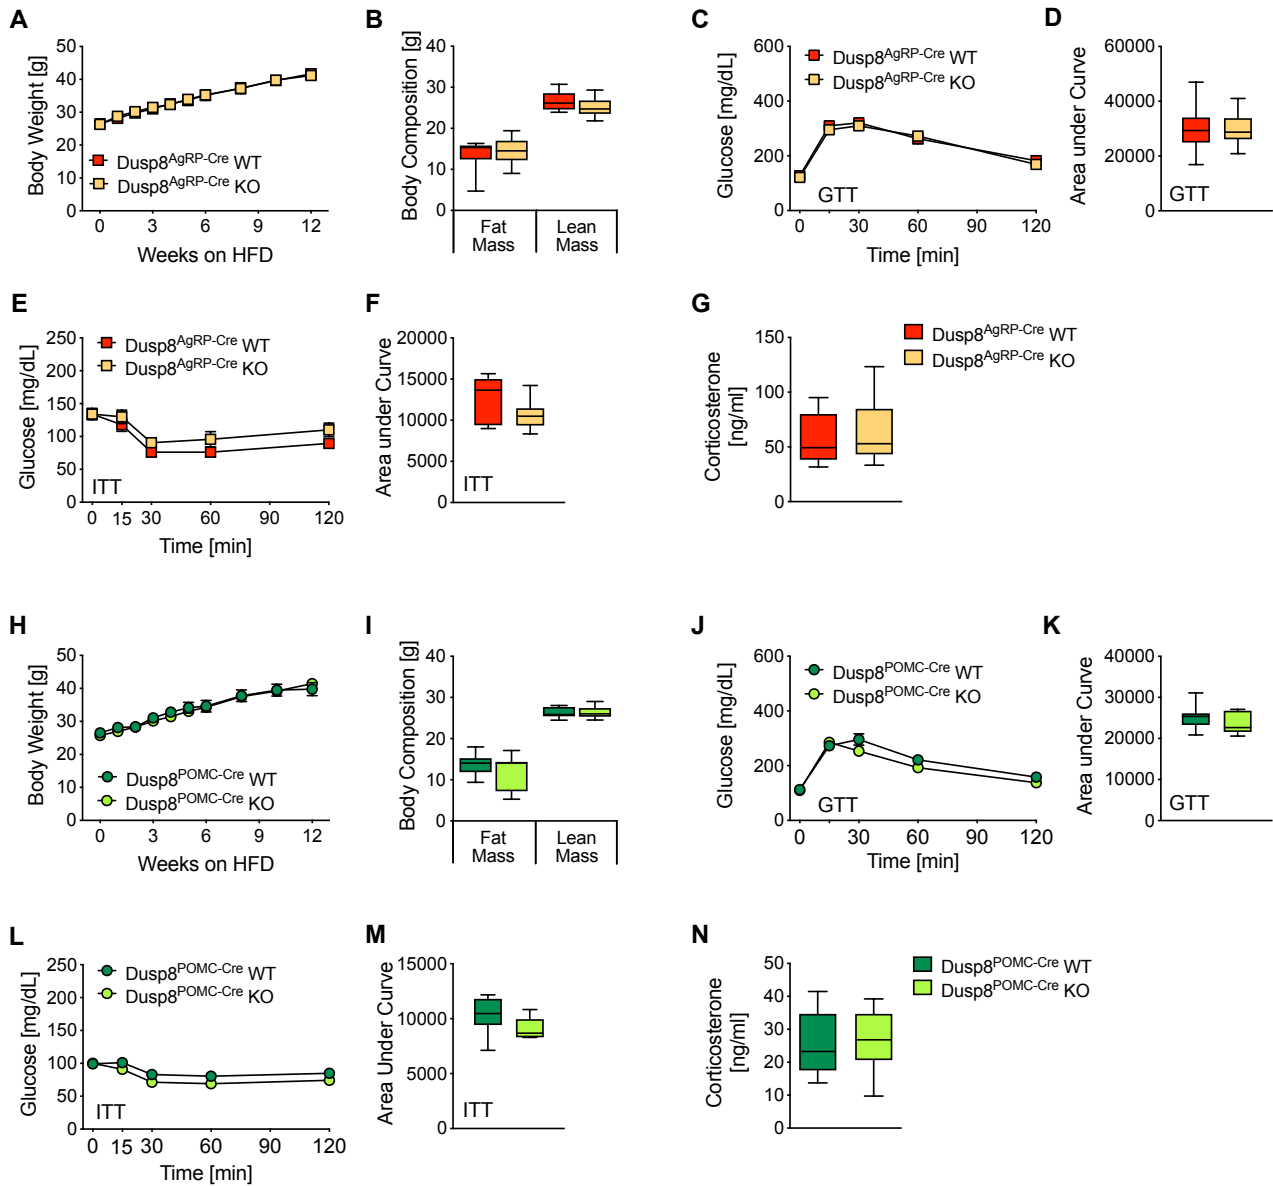 A
Body Weight [g]
50
40
30
20
10
0
Dusp8AgRP-Cre WT
Dusp8AgRP-Cre KO
0 3 6 9 12
Weeks on HFD
B
Body Composition [g]
40
30
20
10
0
Fat Lean
Mass Mass
C
Glucose [mg/dL]
600
400
200
0
Dusp8AgRP-Cre WT
Dusp8AgRP-Cre KO
GTT
0 30 60 90 120
Time [min]
D
Area under Curve
60000
40000
20000
0
GTT
E
Glucose [mg/dL]
250
200
150
100
50
0
Dusp8AgRP-Cre WT
Dusp8AgRP-Cre KO
ITT
0 15 30 60 90 120
Time [min]
F
Area under Curve
20000
15000
10000
5000
0
ITT
G
Corticosterone
[ng/ml]
150
100
50
0
Dusp8AgRP-Cre WT
Dusp8AgRP-Cre KO
H
Body Weight [g]
50
40
30
20
10
0
Dusp8POMC-Cre WT
Dusp8POMC-Cre KO
0 3 6 9 12
Weeks on HFD
I
Body Composition [g]
40
30
20
10
0
Fat Lean
Mass Mass
J
Glucose [mg/dL]
600
400
200
0
Dusp8POMC-Cre WT
Dusp8POMC-Cre KO
GTT
0 30 60 90 120
Time [min]
K
Area under Curve
40000
30000
20000
10000
0
GTT
L
Glucose [mg/dL]
250
200
150
100
50
0
Dusp8POMC-Cre WT
Dusp8POMC-Cre KO
ITT
0 15 30 60 90 120
Time [min]
M
Area Under Curve
15000
10000
5000
0
ITT
N
Corticosterone
[ng/ml]
50
40
30
20
10
0
Dusp8POMC-Cre WT
Dusp8POMC-Cre KO